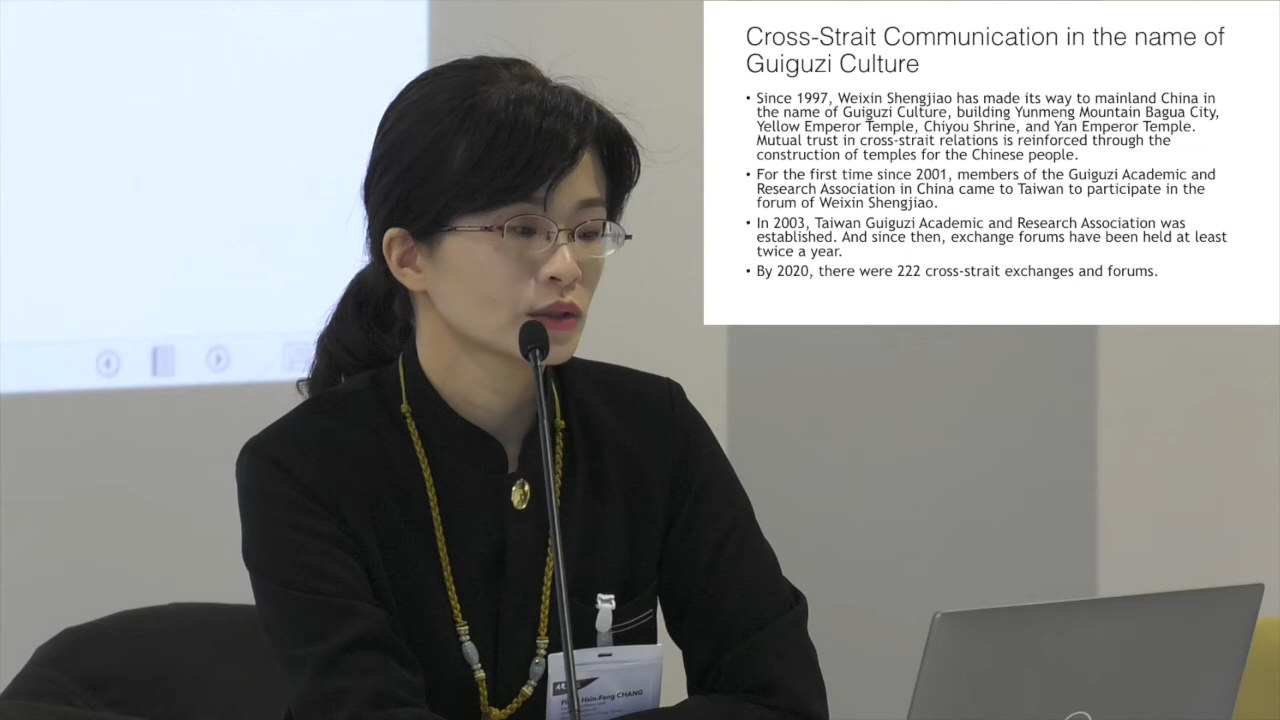 Cross-Strait Communication in the name of
Guiguzi Culture
• Since 1997, Weixin Shengjiao has made its way to mainland China in
the name of Guiguzi Culture, building Yunmeng Mountain Bagua City,
Yellow Emperor Temple, Chiyou Shrine, and Yan Emperor Temple.
Mutual trust in cross-strait relations is reinforced through the
construction of temples for the Chinese people.
• For the first time since 2001, members of the Guiguzi Academic and
Research Association in China came to Taiwan to participate in the
forum of Weixin Shengjiao.
• In 2003, Taiwan Guiguzi Academic and Research Association was
established. And since then, exchange forums have been held at least
twice a year.
• By 2020, there were 222 cross-strait exchanges and forums.
Hsin-Fang CHANG